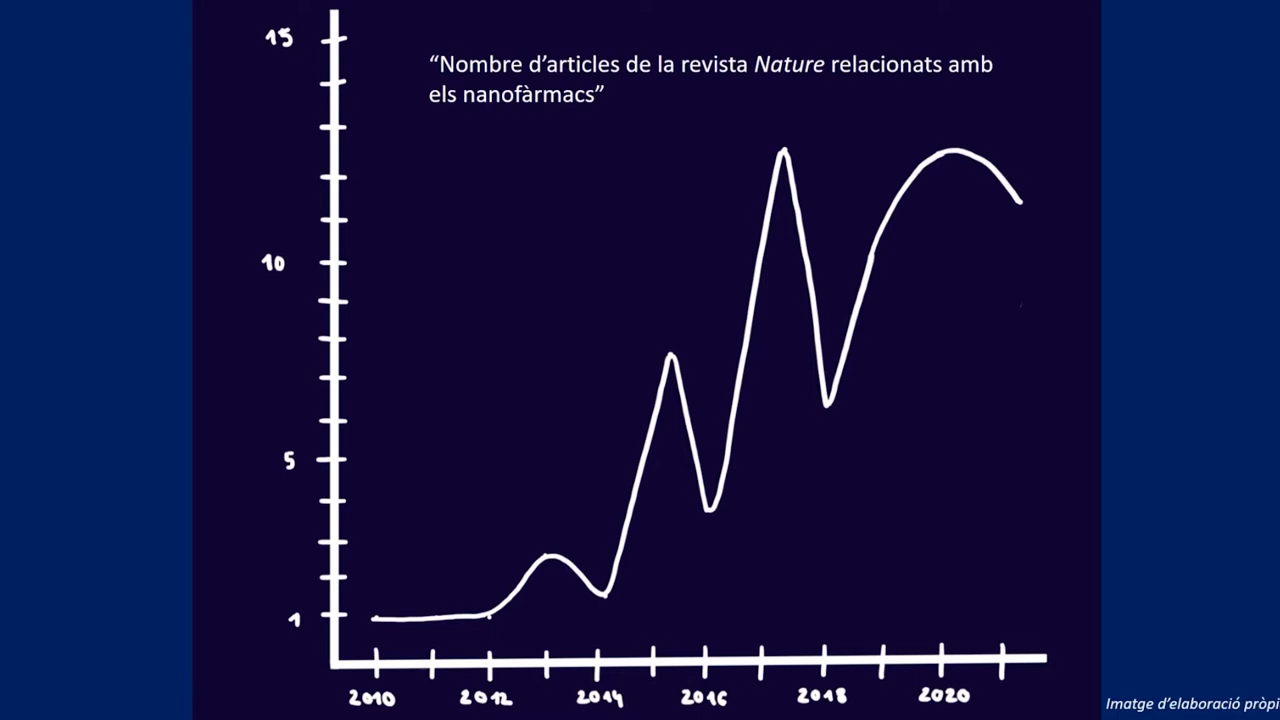 “Nombre d’articles de la revista Nature relacionats amb
els nanofàrmacs”
15
10
5
1
2010 2012 2014 2016 2018 2020
Imatge d’elaboració pròpi